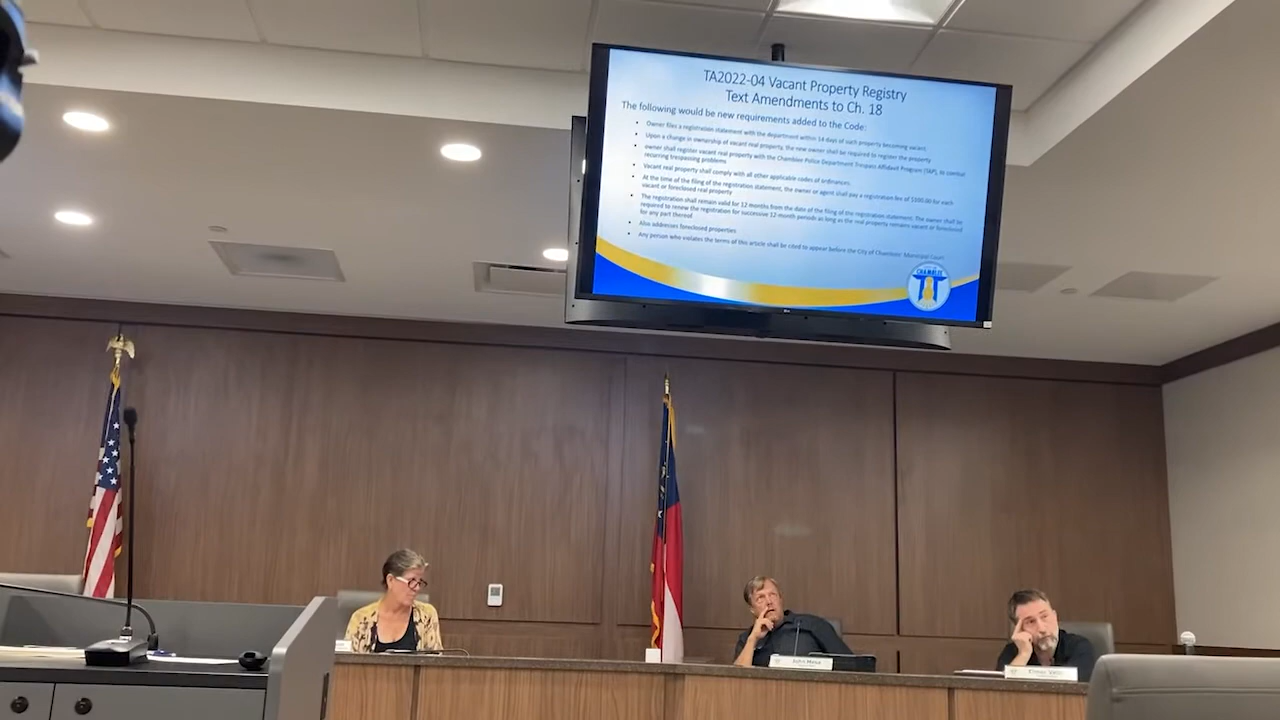 TA2022-04 Vacant Property Registry
Text Amendments to Ch. 18
The following would be new requirements added to the Code:
• Owner files a registration statement with the department within 14 days of such property becoming vacant.
• Upon a change in ownership of vacant real property, the new owner shall be required to register the property
• owner shall register vacant real property with the Chamblee Police Department Trespass Affidavit Program (TAP), to combat
recurring trespassing problems
• Vacant real property shall comply with all other applicable codes of ordinances.
• At the time of the filing of the registration statement, the owner or agent shall pay a registration fee of $100.00 for each
vacant or foreclosed real property
• The registration shall remain valid for 12 months from the date of the filing of the registration statement. The owner shall be
required to renew the registration for successive 12-month periods as long as the real property remains vacant or foreclosed
for any part thereof
• Also addresses foreclosed properties
• Any person who violates the terms of this article shall be cited to appear before the City of Chamblee Municipal Court.
CHAMBLEE
John Mesa